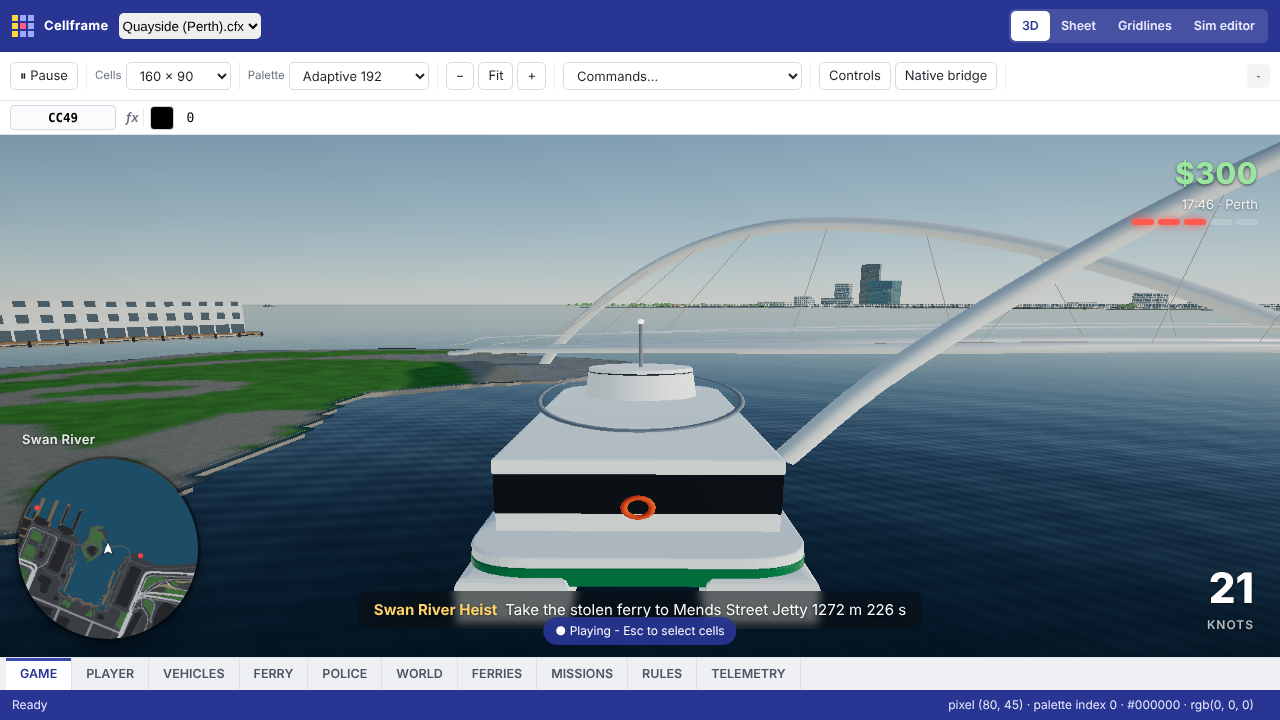 Cellframe Quayside (Perth).cfx 3D Sheet Gridlines Sim editor
Pause Cells 160 × 90 Palette Adaptive 192 − Fit + Commands... Controls Native bridge -
CC49 fx 0
$300
17:46 · Perth
Swan River
21
KNOTS
Swan River Heist Take the stolen ferry to Mends Street Jetty 1272 m 226 s
Playing - Esc to select cells
GAME PLAYER VEHICLES FERRY POLICE WORLD FERRIES MISSIONS RULES TELEMETRY
Ready pixel (80, 45) · palette index 0 · #000000 · rgb(0, 0, 0)